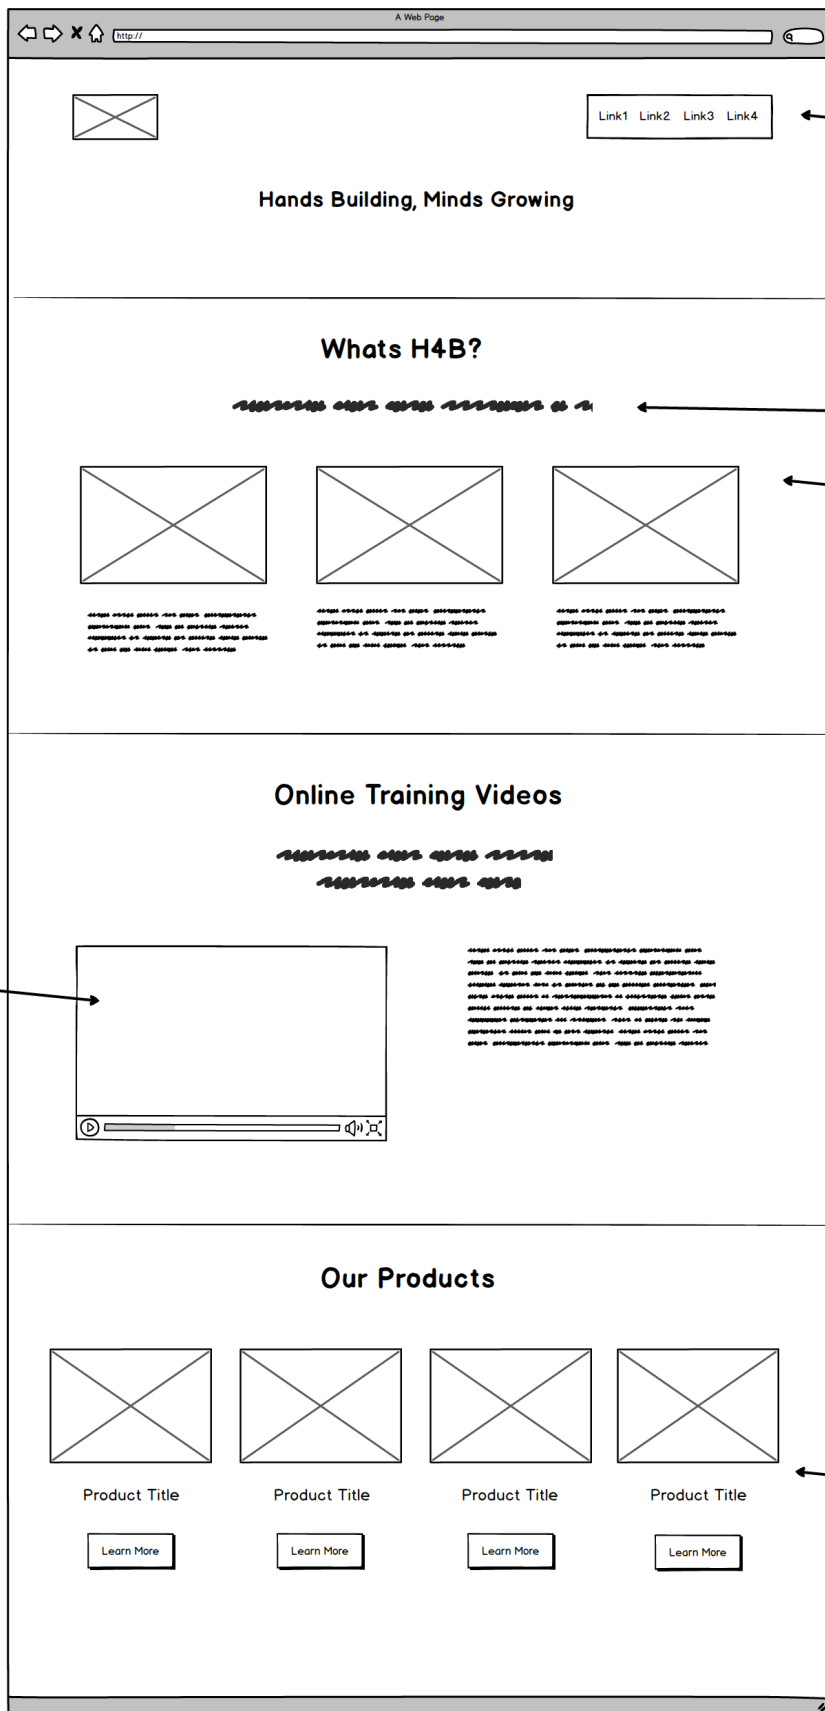 A Web Page
http://
Link1 Link2 Link3 Link4
Hands Building, Minds Growing
Whats H4B?
Online Training Videos
Our Products
Product Title Product Title Product Title Product Title
Learn More Learn More Learn More Learn More